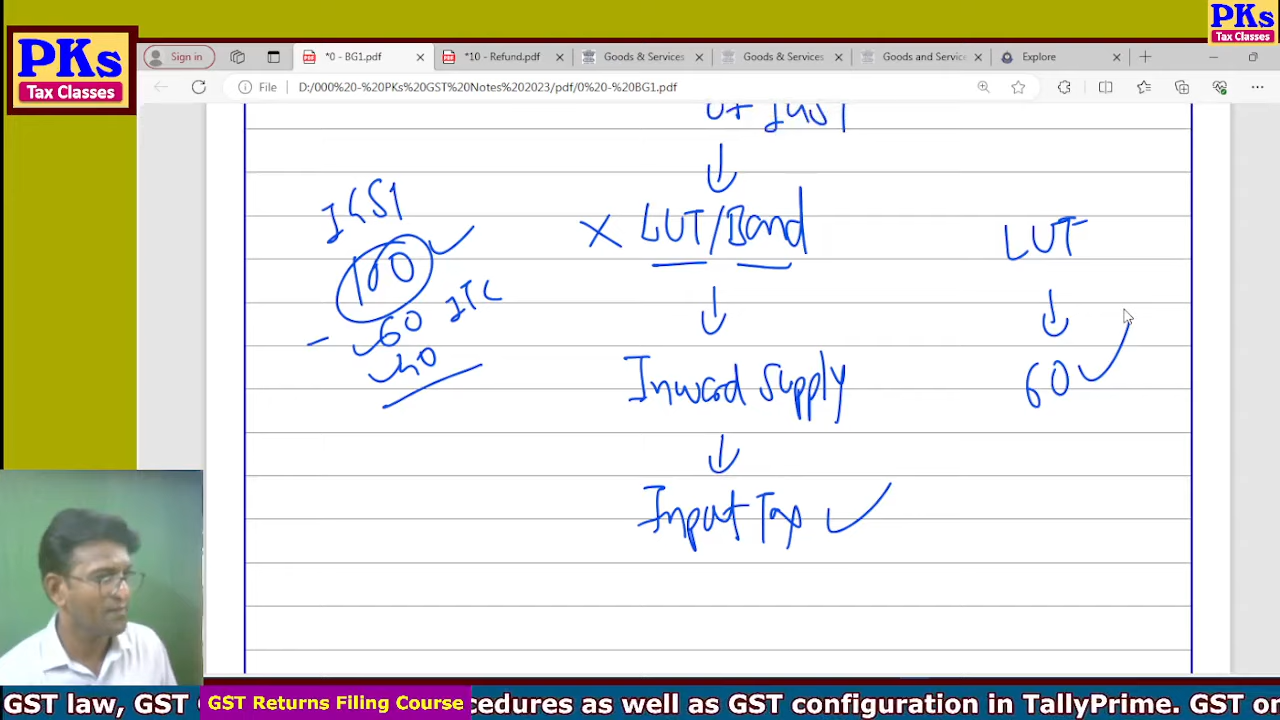 PKs
Tax Classes
PKs
Tax Classes
Sign in
*0 - BG1.pdf
*10 - Refund.pdf
Goods & Services
Goods & Services
Goods and Service
Explore
File
D:/000%20-%20PKs%20GST%20Notes%202023/pdf/0%20-%20BG1.pdf
of IGST
IGST
X LUT/Bond
LUT
100
60 ITC
40
60
Inward Supply
Input Tax
GST law, GST
GST Returns Filing Course
cedures as well as GST configuration in TallyPrime. GST or